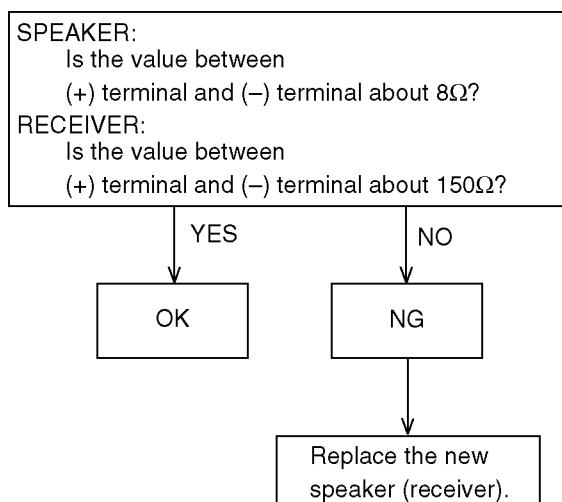 SPEAKER:
Is the value between
(+) terminal and (–) terminal about 8Ω?
RECEIVER:
Is the value between
(+) terminal and (–) terminal about 150Ω?
YES
NO
OK
NG
Replace the new
speaker (receiver).